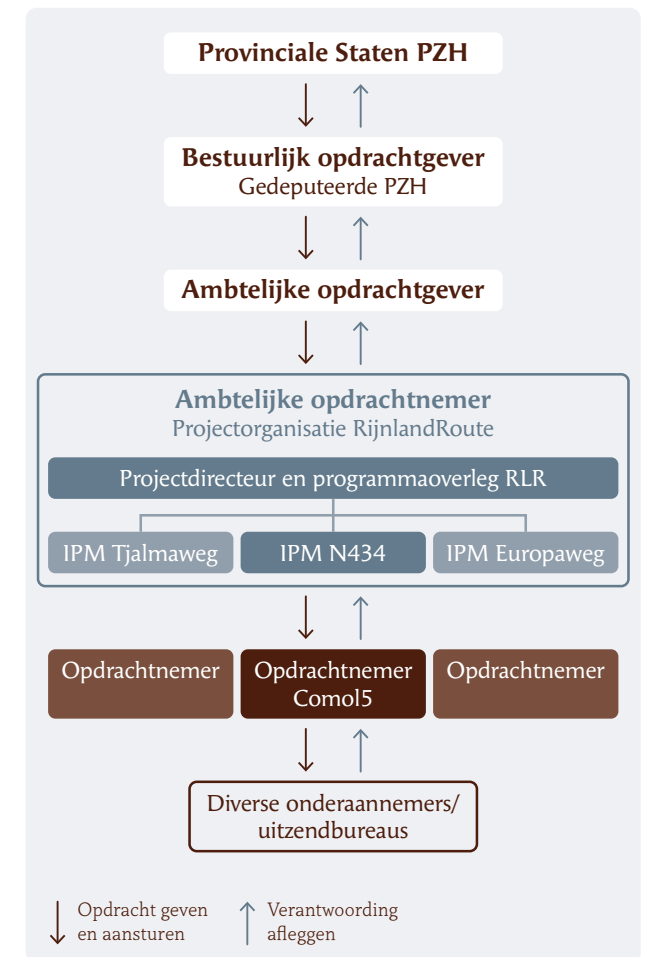 Provinciale Staten PZH
Bestuurlijk opdrachtgever
Gedeputeerde PZH
Ambtelijke opdrachtgever
Ambtelijke opdrachtnemer
Projectorganisatie RijnlandRoute
Projectdirecteur en programmaoverleg RLR
IPM Tjalmaweg
IPM N434
IPM Europaweg
Opdrachtnemer
Opdrachtnemer
Comol5
Opdrachtnemer
Diverse onderaannemers/
uitzendbureaus
Opdracht geven
en aansturen
Verantwoording
afleggen